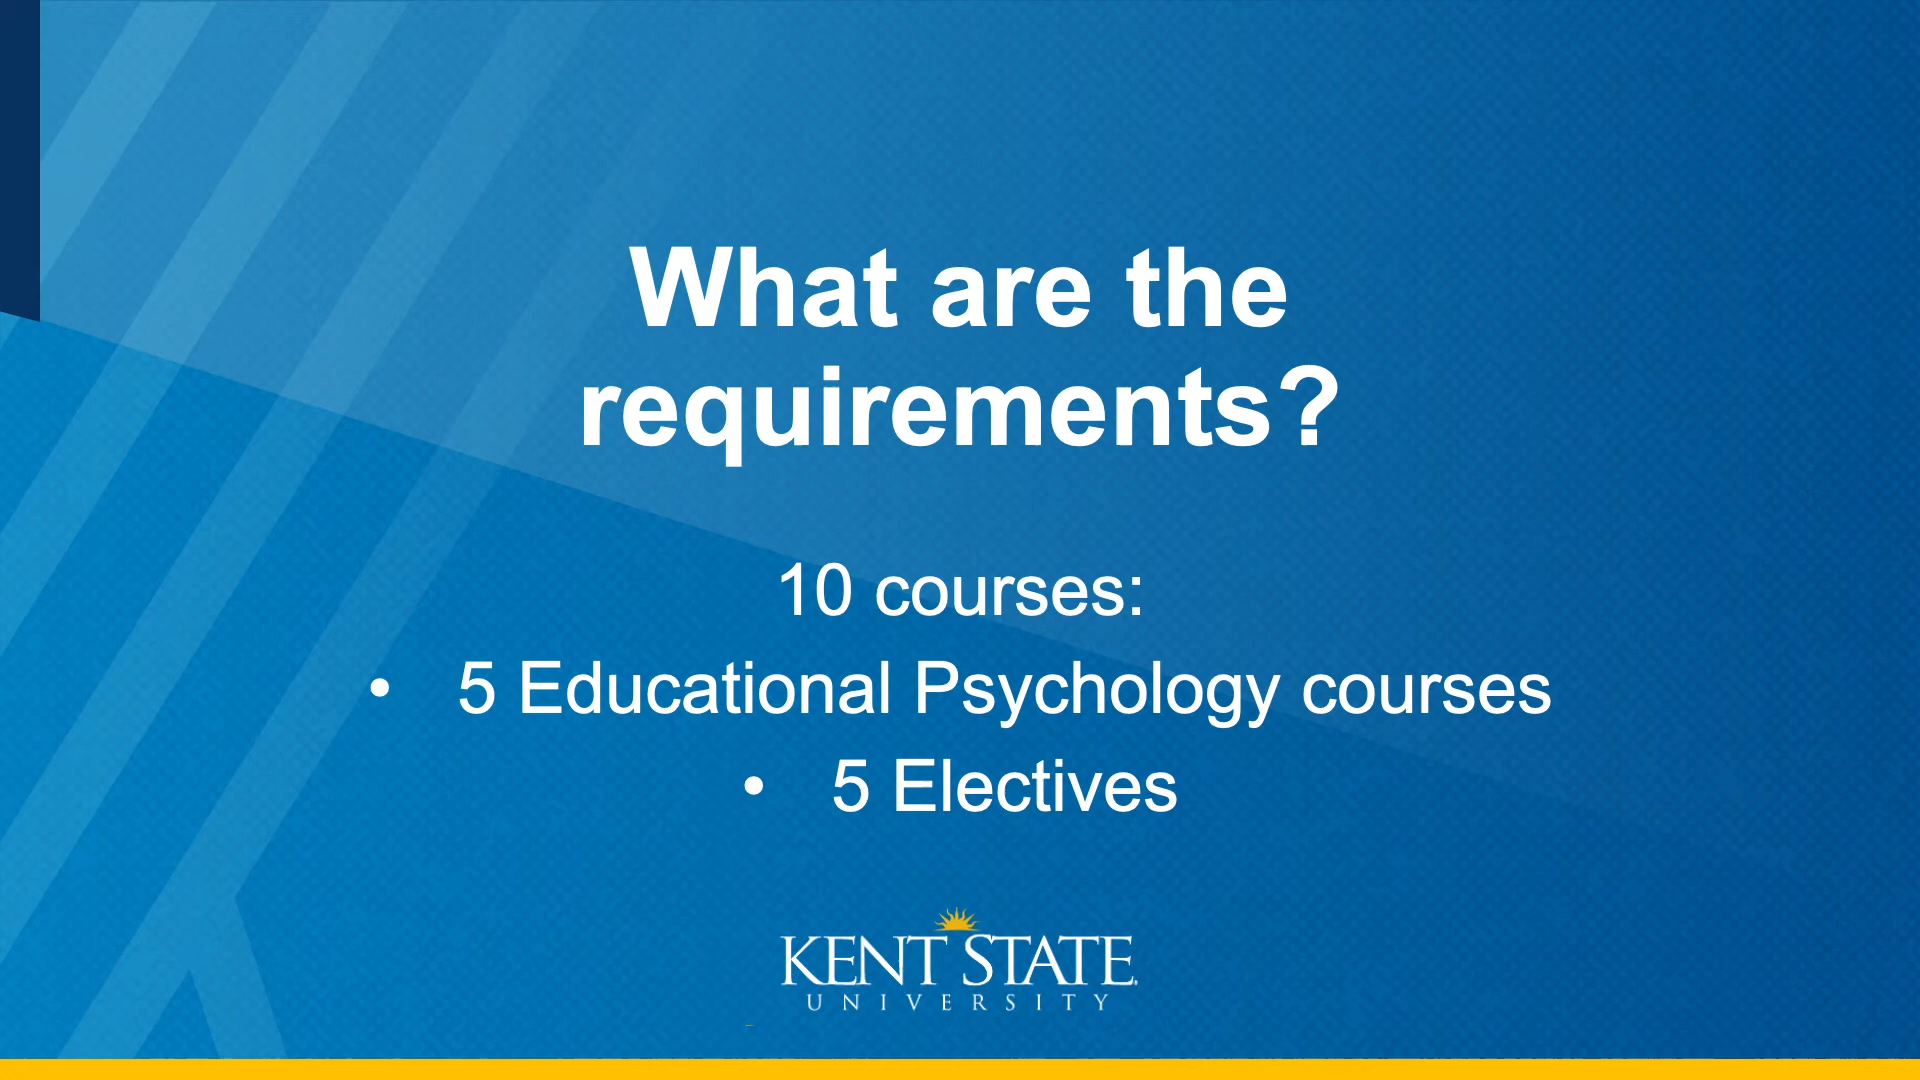 What are the
requirements?
10 courses:
• 5 Educational Psychology courses
• 5 Electives
KENT STATE
UNIVERSITY